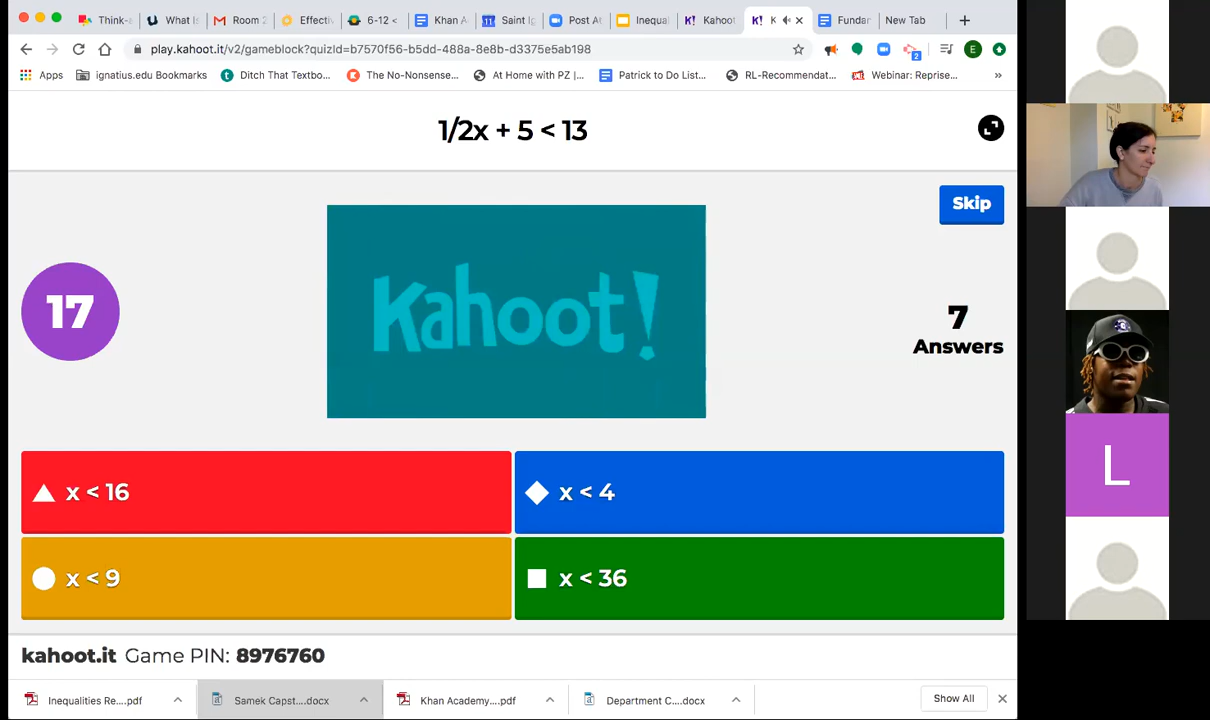 Think-a
What Is
Room 2
Effectiv
6-12 <
Khan A
Saint Ig
Post At
Inequal
Kahoot
K
Fundar
New Tab
play.kahoot.it/v2/gameblock?quizId=b7570f56-b5dd-488a-8e8b-d3375e5ab198
2
E
Apps
ignatius.edu Bookmarks
Ditch That Textbo...
The No-Nonsense...
At Home with PZ |...
Patrick to Do List...
RL-Recommendat...
Webinar: Reprise...
»
1/2x + 5 < 13
Skip
17
Kahoot!
7
Answers
x < 16
x < 4
x < 9
x < 36
L
kahoot.it Game PIN: 8976760
Inequalities Re....pdf
Samek Capst....docx
Khan Academy....pdf
Department C....docx
Show All